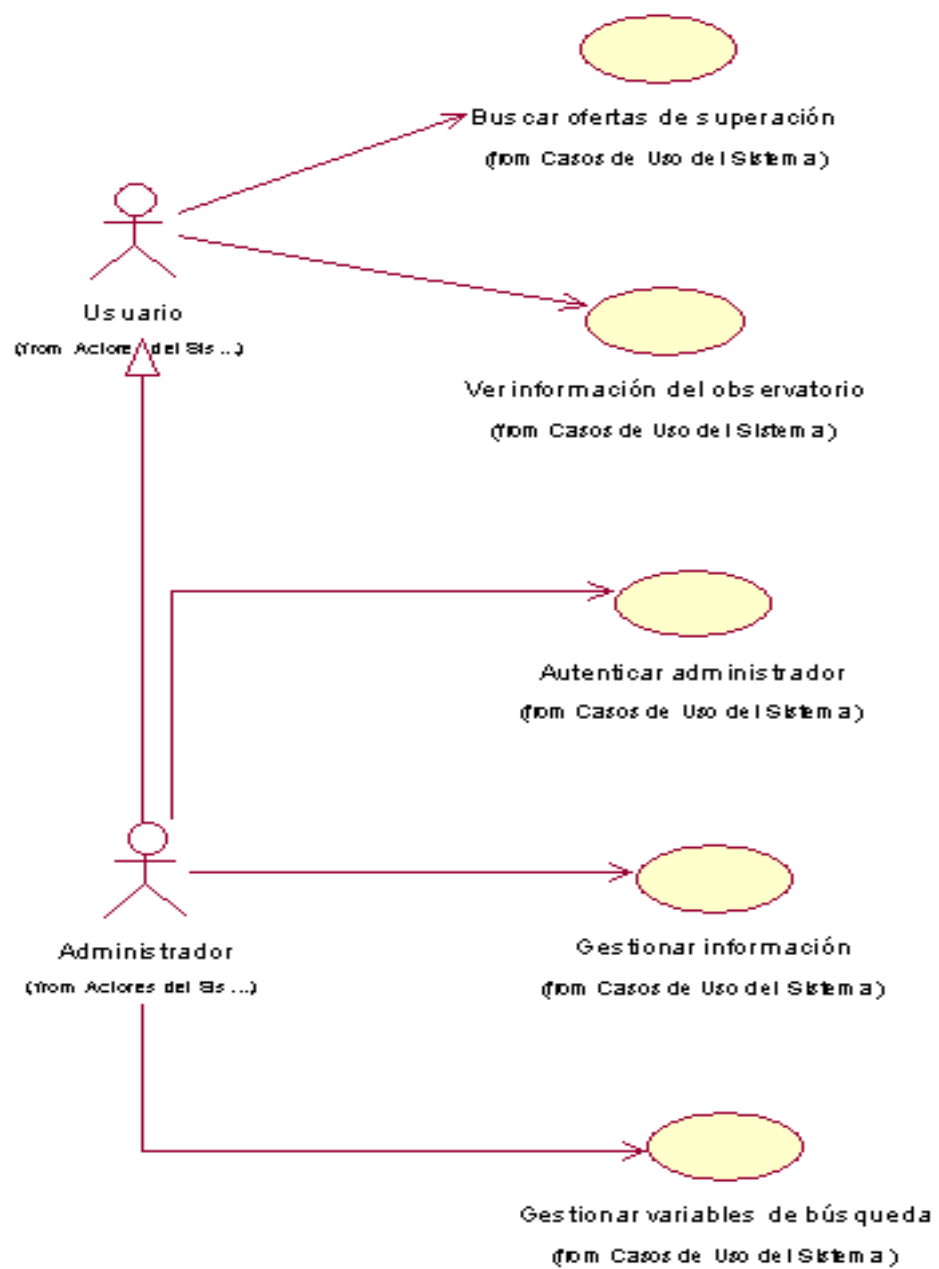 Buscar ofertas de superación
(from Casos de Uso del Sistema)
Usuario
(from Actores del Sis...)
Ver información del observatorio
(from Casos de Uso del Sistema)
Autenticar administrador
(from Casos de Uso del Sistema)
Administrador
(from Actores del Sis...)
Gestionar información
(from Casos de Uso del Sistema)
Gestionar variables de búsqueda
(from Casos de Uso del Sistema)